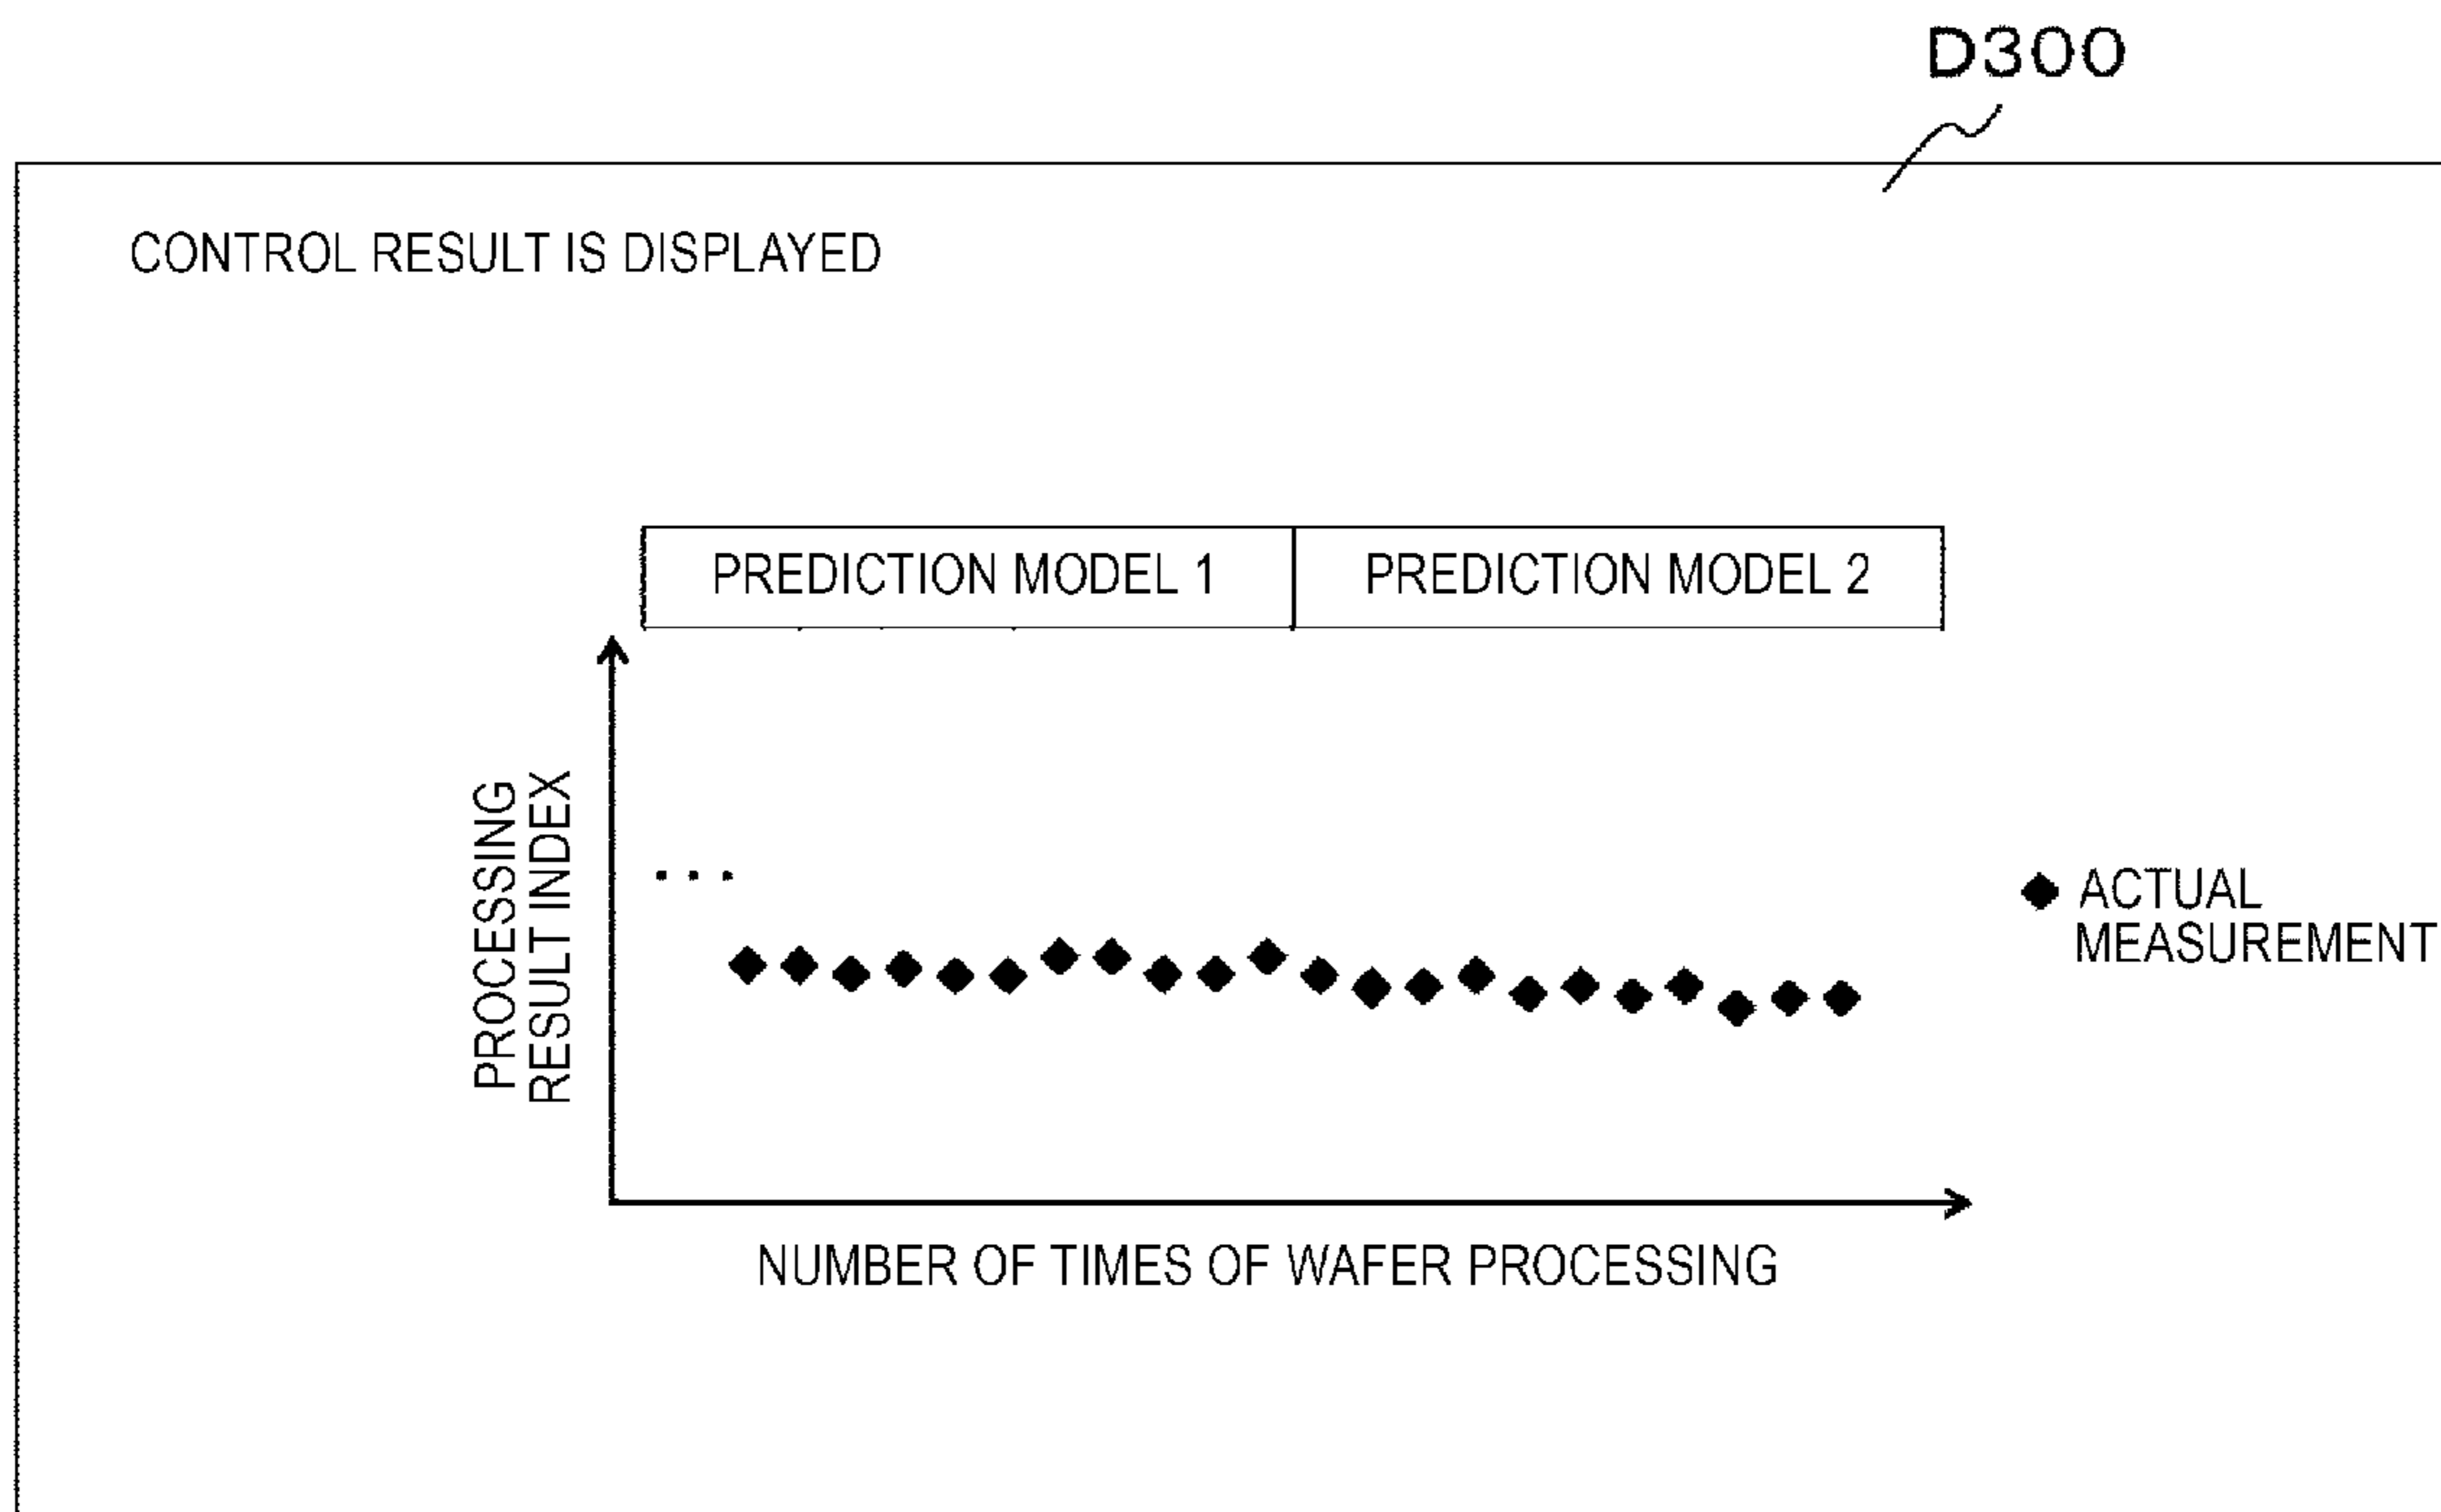 D300
CONTROL RESULT IS DISPLAYED
PREDICTION MODEL 1
PREDICTION MODEL 2
PROCESSING
RESULT INDEX
...
ACTUAL
MEASUREMENT
NUMBER OF TIMES OF WAFER PROCESSING